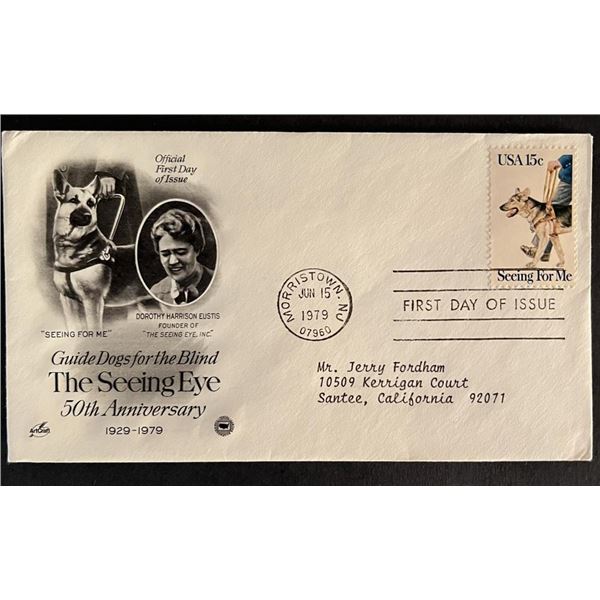 Official
First Day
of Issue
DOROTHY HARRISON EUSTIS
FOUNDER OF
"THE SEEING EYE, INC."
"SEEING FOR ME"
Guide Dogs for the Blind
The Seeing Eye
50th Anniversary
1929-1979
ArtCraft
MORRISTOWN, NJ
JUN 15
1979
07960
USA 15c
Seeing For Me
FIRST DAY OF ISSUE
Mr. Jerry Fordham
10509 Kerrigan Court
Santee, California 92071